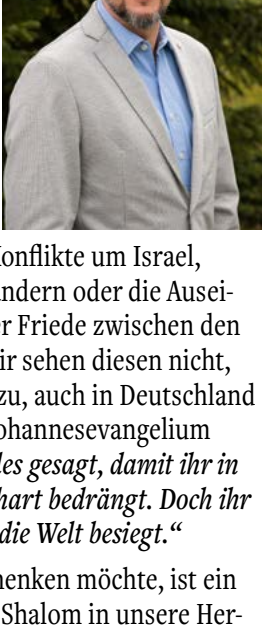 Konflikte um Israel,
ändern oder die Ausei-
er Friede zwischen den
ir sehen diesen nicht,
zu, auch in Deutschland
ohannesevangelium
les gesagt, damit ihr in
hart bedrängt. Doch ihr
die Welt besiegt.“
henken möchte, ist ein
Shalom in unsere Her-